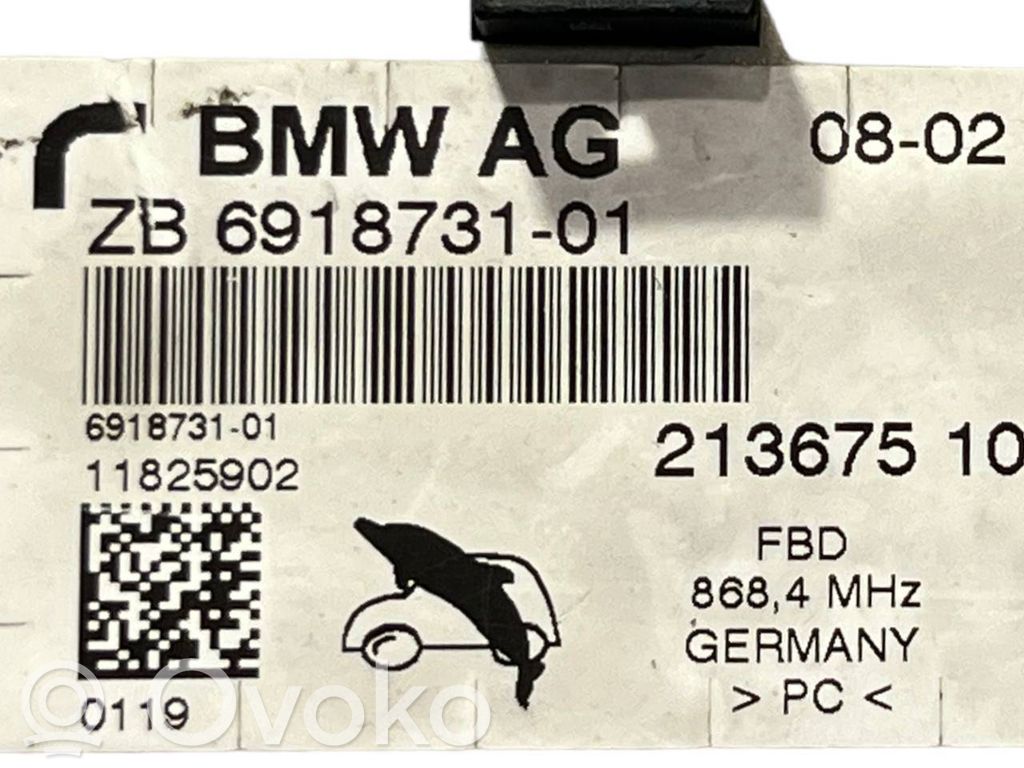 BMW AG 08-02
ZB 6918731-01
6918731-01
11825902
213675 10
FBD
868,4 MHz
GERMANY
> PC <
0119
Ovoko